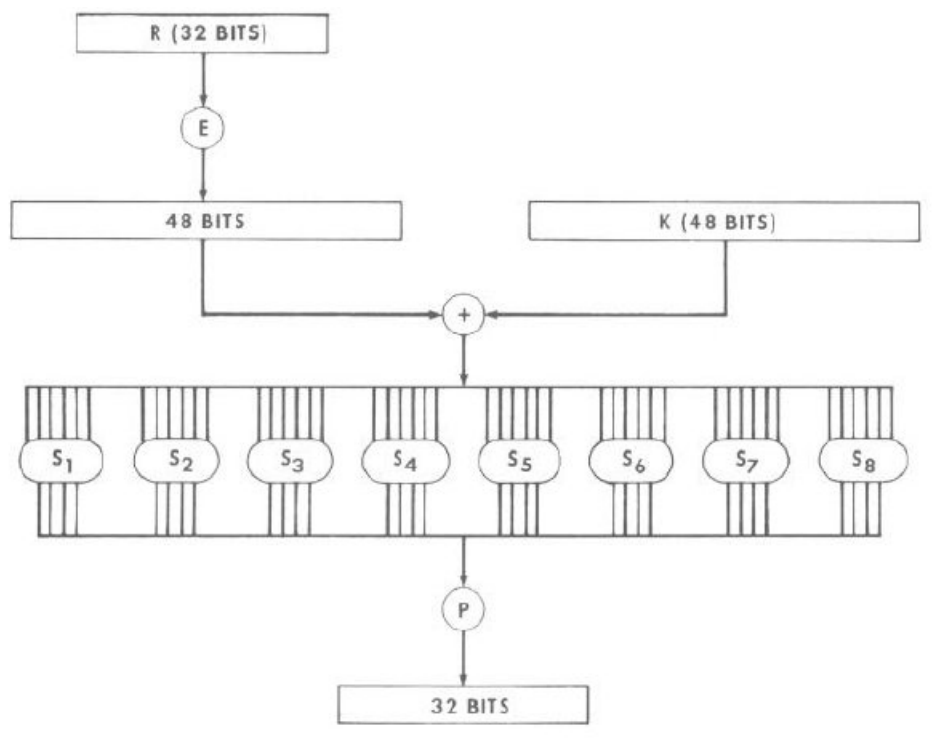 R (32 BITS)
E
48 BITS
K (48 BITS)
+
S1 S2 S3 S4 S5 S6 S7 S8
P
32 BITS